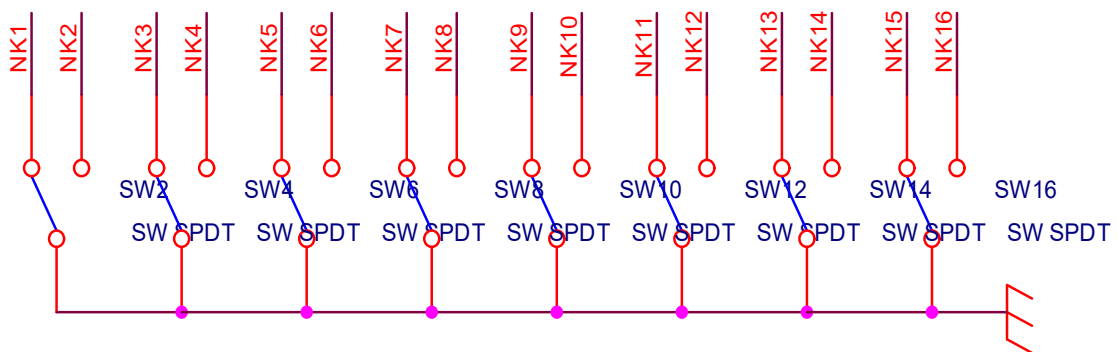 NK1
NK2
NK3
NK4
NK5
NK6
NK7
NK8
NK9
NK10
NK11
NK12
NK13
NK14
NK15
NK16
SW2
SW4
SW6
SW8
SW10
SW12
SW14
SW16
SW SPDT
SW SPDT
SW SPDT
SW SPDT
SW SPDT
SW SPDT
SW SPDT
SW SPDT